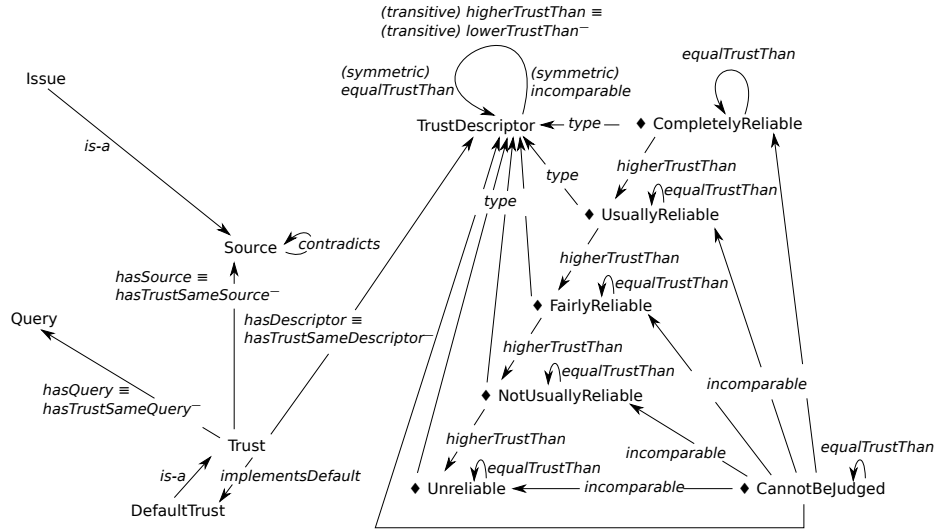 (transitive) higherTrustThan ≡
(transitive) lowerTrustThan⁻
Issue
(symmetric)
equalTrustThan
(symmetric)
incomparable
equalTrustThan
TrustDescriptor
type
CompletelyReliable
is-a
higherTrustThan
type
equalTrustThan
type
UsuallyReliable
Source
contradicts
higherTrustThan
hasSource ≡
hasTrustSameSource⁻
equalTrustThan
FairlyReliable
Query
hasDescriptor ≡
hasTrustSameDescriptor⁻
higherTrustThan
equalTrustThan
hasQuery ≡
hasTrustSameQuery⁻
incomparable
NotUsuallyReliable
higherTrustThan
Trust
equalTrustThan
incomparable
is-a
implementsDefault
equalTrustThan
Unreliable
incomparable
CannotBeJudged
DefaultTrust